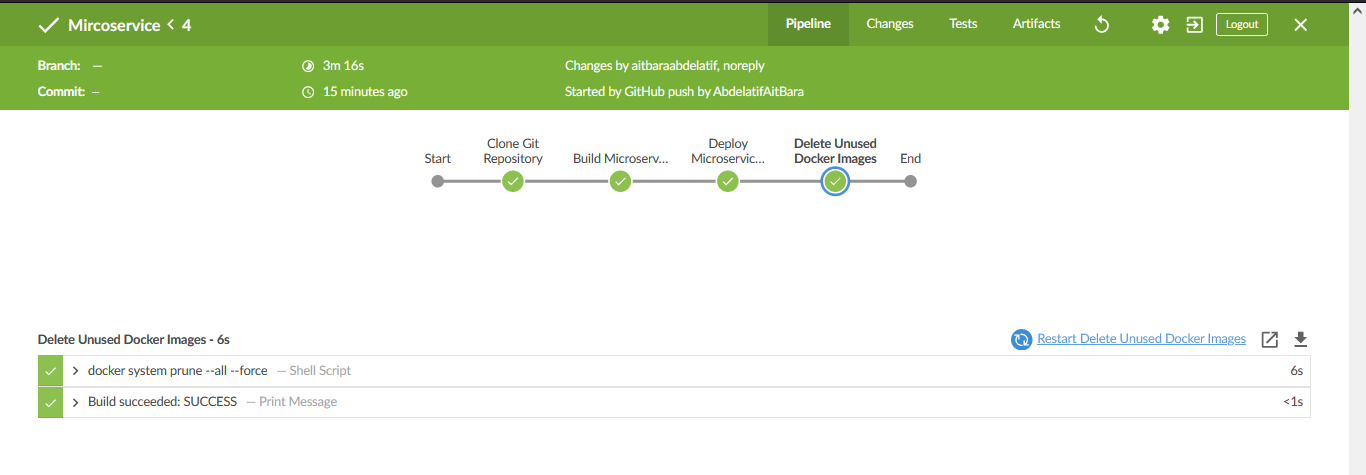 Mircoservice < 4
Pipeline
Changes
Tests
Artifacts
Logout
Branch: —
3m 16s
Changes by aitbaraabdelatif, noreply
Commit: —
15 minutes ago
Started by GitHub push by AbdelatifAitBara
Start
Clone Git
Repository
Build Microserv...
Deploy
Microservic...
Delete Unused
Docker Images
End
Delete Unused Docker Images - 6s
Restart Delete Unused Docker Images
docker system prune --all --force — Shell Script
6s
Build succeeded: SUCCESS — Print Message
<1s